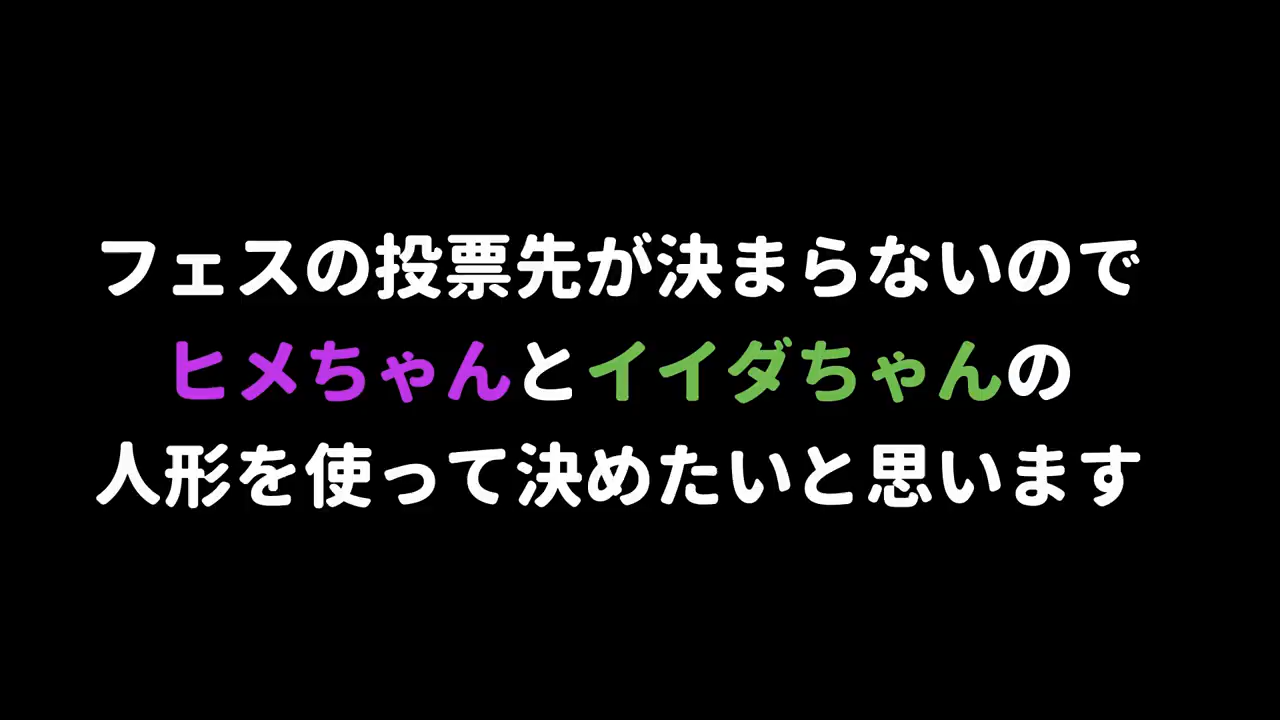 フェスの投票先が決まらないので
ヒメちゃんとイイダちゃんの
人形を使って決めたいと思います